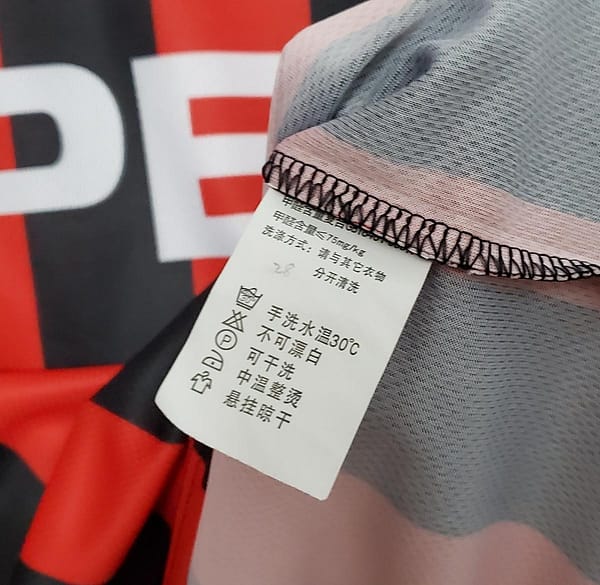 PE
甲醛含量≤75mg/kg
洗涤方式：请与其它衣物
分开清洗
28
手洗水温30℃
不可漂白
P
可干洗
中温整烫
悬挂晾干